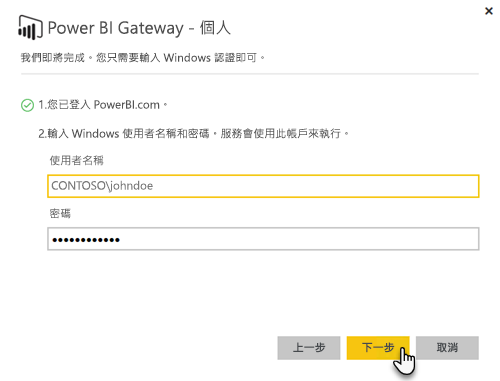 Power BI Gateway - 個人
我們即將完成。您只需要輸入 Windows 認證即可。
1.您已登入 PowerBI.com。
2.輸入 Windows 使用者名稱和密碼。服務會使用此帳戶來執行。
使用者名稱
CONTOSO\johndoe
密碼
••••••••••••
上一步 下一步 取消